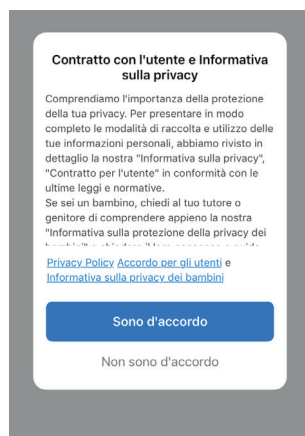 Contratto con l'utente e Informativa
sulla privacy
Comprendiamo l'importanza della protezione
della tua privacy. Per presentare in modo
completo le modalità di raccolta e utilizzo delle
tue informazioni personali, abbiamo rivisto in
dettaglio la nostra "Informativa sulla privacy",
"Contratto per l'utente" in conformità con le
ultime leggi e normative.
Se sei un bambino, chiedi al tuo tutore o
genitore di comprendere appieno la nostra
"Informativa sulla protezione della privacy dei
Privacy Policy Accordo per gli utenti e
Informativa sulla privacy dei bambini
Sono d'accordo
Non sono d'accordo